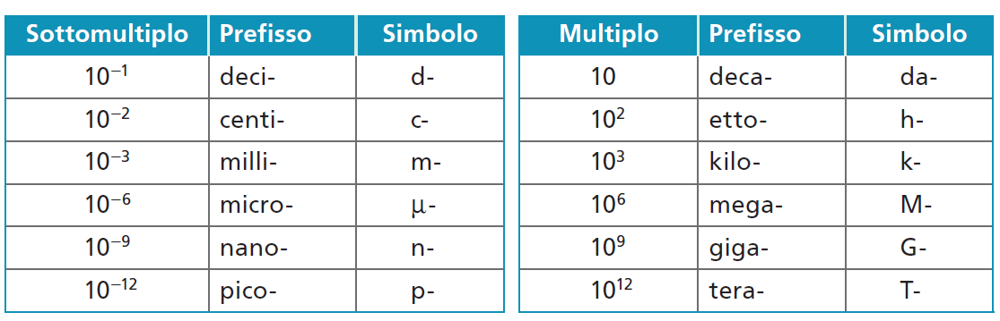 Sottomultiplo Prefisso Simbolo
10⁻¹ deci- d-
10⁻² centi- c-
10⁻³ milli- m-
10⁻⁶ micro- µ-
10⁻⁹ nano- n-
10⁻¹² pico- p-
Multiplo Prefisso Simbolo
10 deca- da-
10² etto- h-
10³ kilo- k-
10⁶ mega- M-
10⁹ giga- G-
10¹² tera- T-